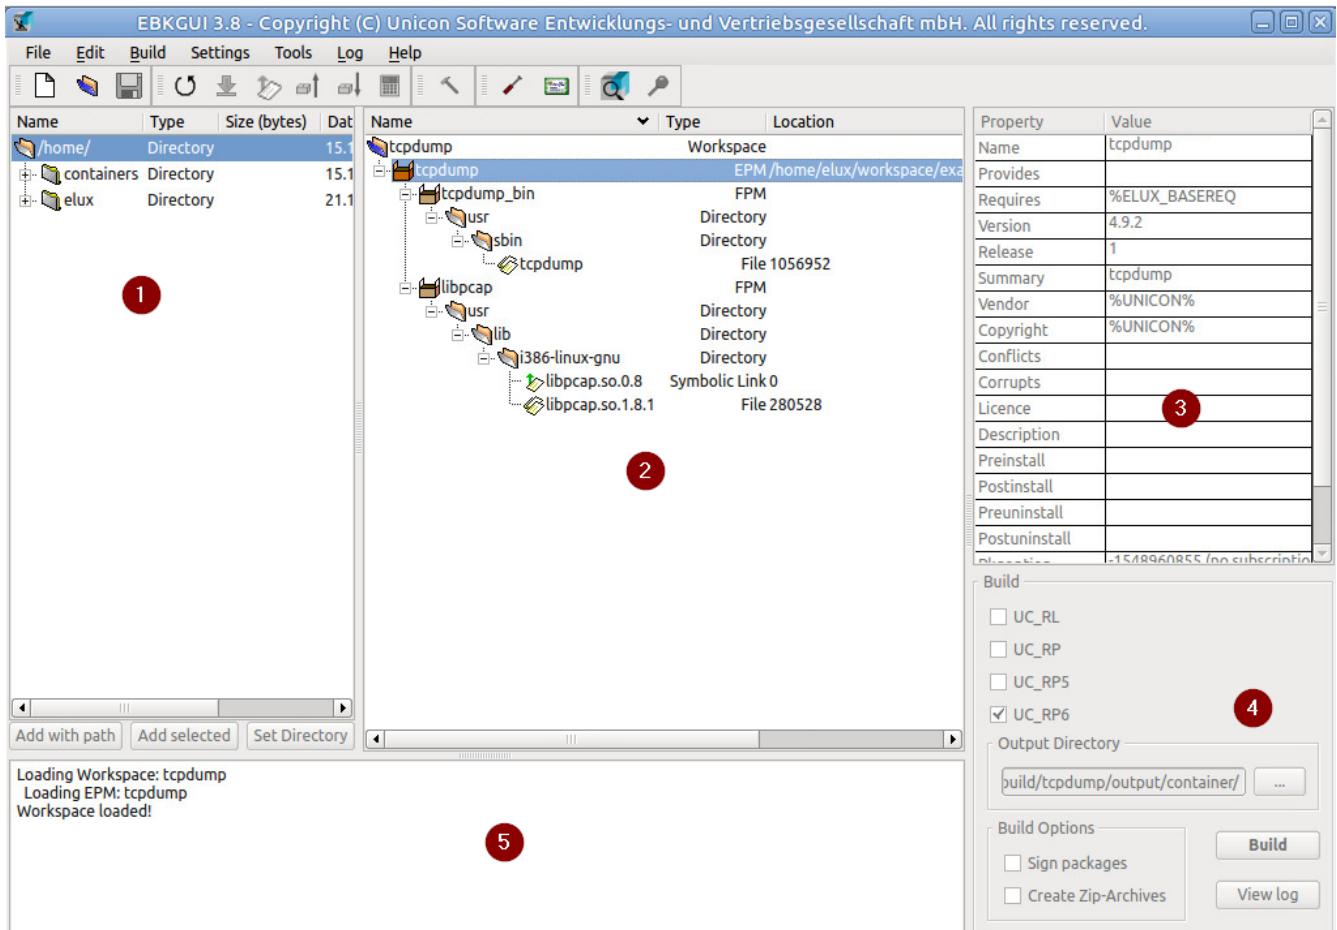 EBKGUI 3.8 - Copyright (C) Unicon Software Entwicklungs- und Vertriebsgesellschaft mbH. All rights reserved.
File Edit Build Settings Tools Log Help
Name Type Size (bytes) Dat
/home/ Directory 15.1
containers Directory 15.1
elux Directory 21.1
1
Add with path Add selected Set Directory
Name Type Location
tcpdump Workspace
tcpdump EPM /home/elux/workspace/exa
tcpdump_bin FPM
usr Directory
sbin Directory
tcpdump File 1056952
libpcap FPM
usr Directory
lib Directory
i386-linux-gnu Directory
libpcap.so.0.8 Symbolic Link 0
libpcap.so.1.8.1 File 280528
2
Property Value
Name tcpdump
Provides
Requires %ELUX_BASEREQ
Version 4.9.2
Release 1
Summary tcpdump
Vendor %UNICON%
Copyright %UNICON%
Conflicts
Corrupts
Licence
3
Description
Preinstall
Postinstall
Preuninstall
Postuninstall
-1548960855 (no subscriptio
Build
UC_RL
UC_RP
UC_RP5
UC_RP6
4
Output Directory
build/tcpdump/output/container/ ...
Build Options
Sign packages
Create Zip-Archives
Build
View log
Loading Workspace: tcpdump
Loading EPM: tcpdump
Workspace loaded!
5